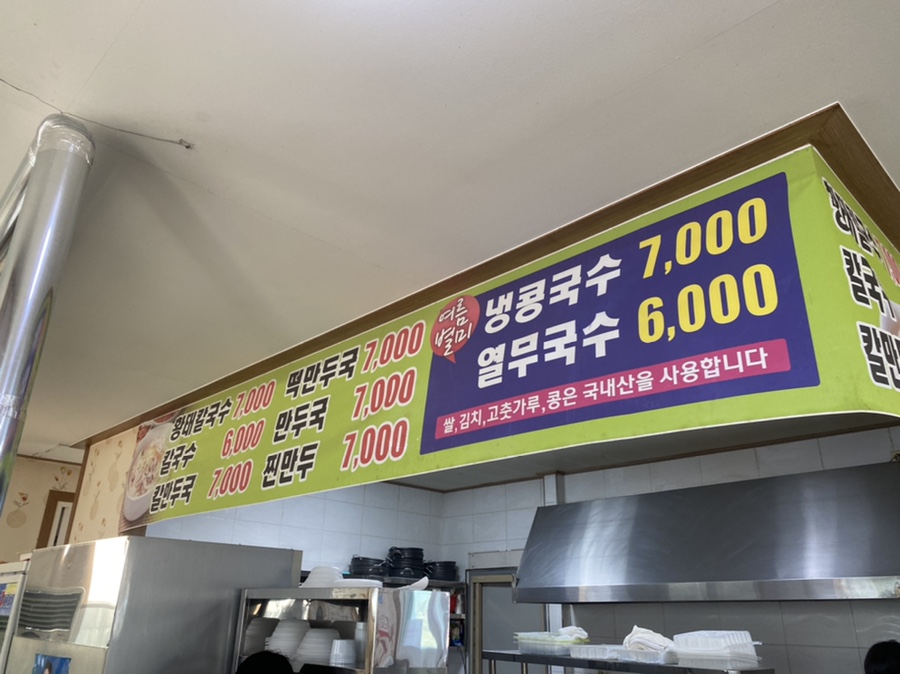 왕태칼국수 7,000
칼국수 6,000
칼만두국 7,000
떡만두국 7,000
만두국 7,000
찐만두 7,000
여름
별미
냉콩국수 7,000
열무국수 6,000
쌀,김치,고춧가루,콩은 국내산을 사용합니다
칼국수